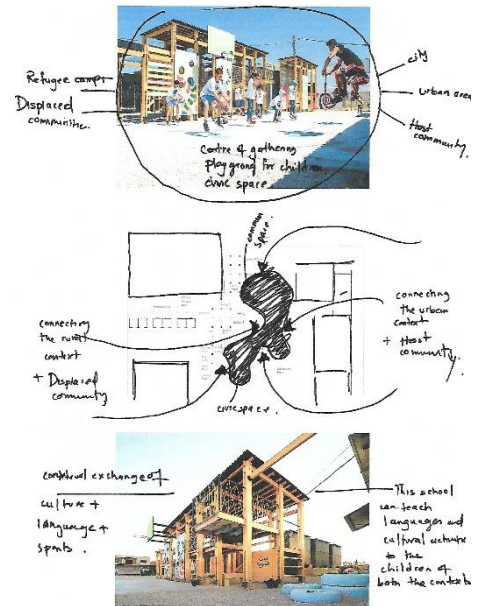 Refugee camps
Displaced
communities.
city
urban area
Host
community.
Centre of gathering
playground for children
civic space
common
space.
connecting
the rural
context
+ Displaced
community
connecting
the urban
context
+ Host
community.
civic space.
exchange of
culture +
language +
sports.
This school
can teach
languages and
cultural
to the
children of
both the contexts